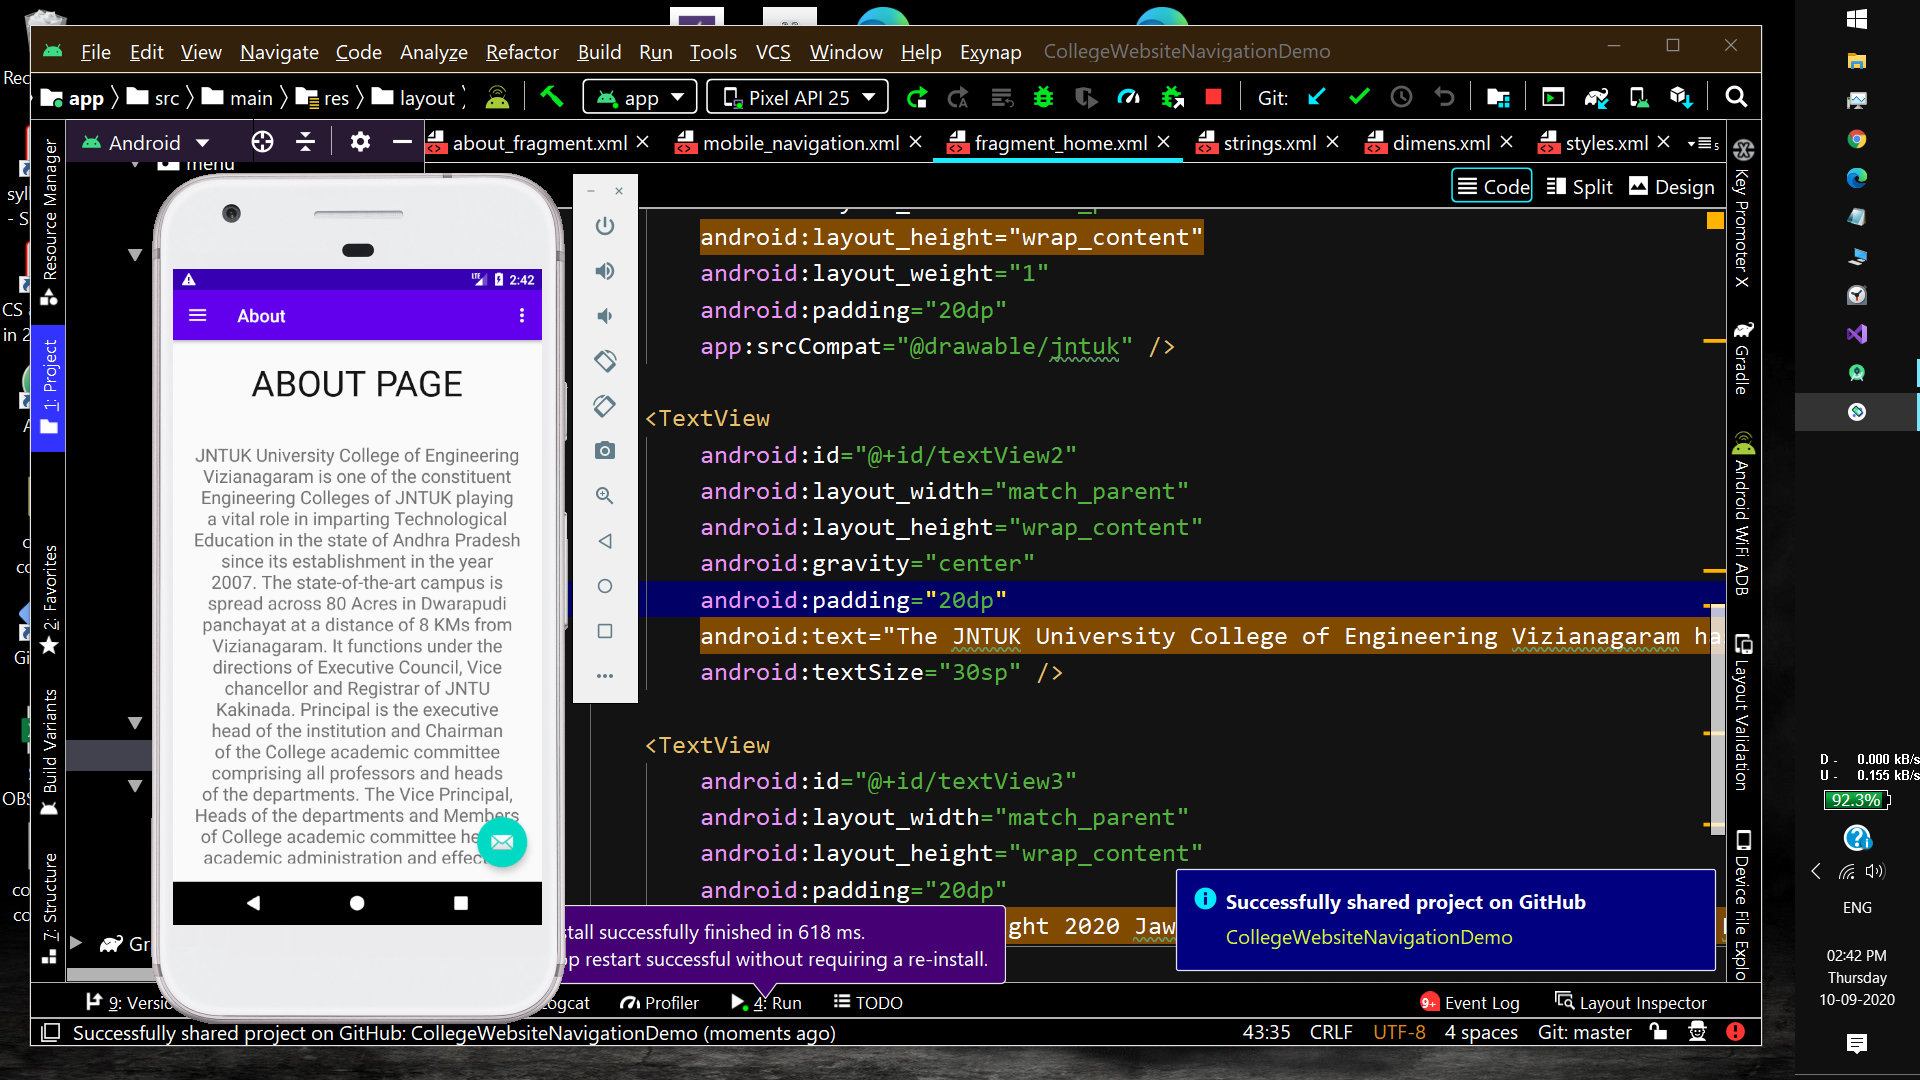 File Edit View Navigate Code Analyze Refactor Build Run Tools VCS Window Help Exynap CollegeWebsiteNavigationDemo
app src main res layout app Pixel API 25 Git:
Android
about_fragment.xml mobile_navigation.xml fragment_home.xml strings.xml dimens.xml styles.xml
menu
Code Split Design
android:layout_height="wrap_content"
android:layout_weight="1"
android:padding="20dp"
app:srcCompat="@drawable/jntuk" />
<TextView
android:id="@+id/textView2"
android:layout_width="match_parent"
android:layout_height="wrap_content"
android:gravity="center"
android:padding="20dp"
android:text="The JNTUK University College of Engineering Vizianagaram ha
android:textSize="30sp" />
<TextView
android:id="@+id/textView3"
android:layout_width="match_parent"
android:layout_height="wrap_content"
android:padding="20dp"
ght 2020 Jaw
LTE 2:42
About
ABOUT PAGE
JNTUK University College of Engineering
Vizianagaram is one of the constituent
Engineering Colleges of JNTUK playing
a vital role in imparting Technological
Education in the state of Andhra Pradesh
since its establishment in the year
2007. The state-of-the-art campus is
spread across 80 Acres in Dwarapudi
panchayat at a distance of 8 KMs from
Vizianagaram. It functions under the
directions of Executive Council, Vice
chancellor and Registrar of JNTU
Kakinada. Principal is the executive
head of the institution and Chairman
of the College academic committee
comprising all professors and heads
of the departments. The Vice Principal,
Heads of the departments and Members
of College academic committee he
academic administration and effec
Resource Manager
1: Project
2: Favorites
Build Variants
7: Structure
Key Promoter X
Gradle
Android WiFi ADB
Layout Validation
Device File Explo
stall successfully finished in 618 ms.
pp restart successful without requiring a re-install.
Successfully shared project on GitHub
CollegeWebsiteNavigationDemo
Gr
9: Versio ogcat Profiler 4: Run TODO 9+ Event Log Layout Inspector
Successfully shared project on GitHub: CollegeWebsiteNavigationDemo (moments ago) 43:35 CRLF UTF-8 4 spaces Git: master
Rec
syll
- S
CS
in 2
A
c
co
Gi
OBS
co
co
D - 0.000 kB/s
U - 0.155 kB/s
92.3%
ENG
02:42 PM
Thursday
10-09-2020